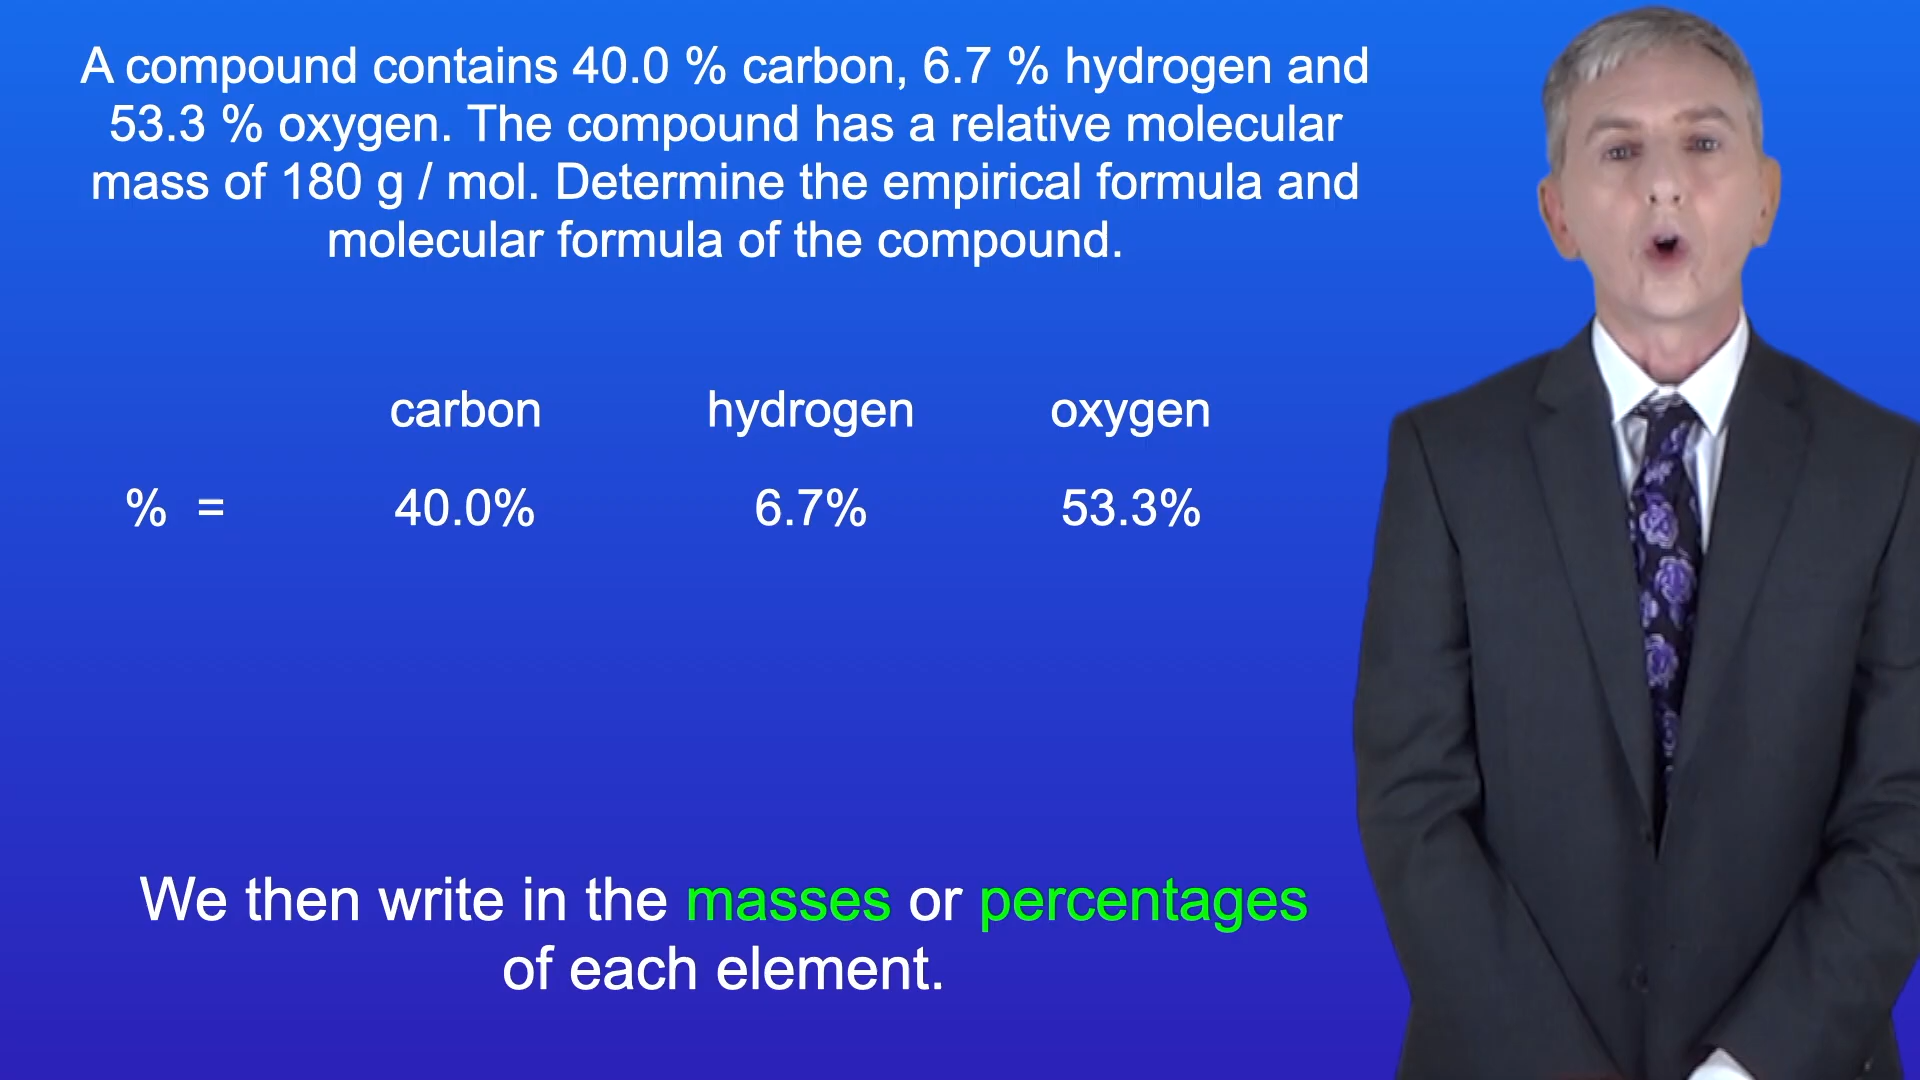 A compound contains 40.0 % carbon, 6.7 % hydrogen and
53.3 % oxygen. The compound has a relative molecular
mass of 180 g / mol. Determine the empirical formula and
molecular formula of the compound.
carbon hydrogen oxygen
% = 40.0% 6.7% 53.3%
We then write in the masses or percentages
of each element.